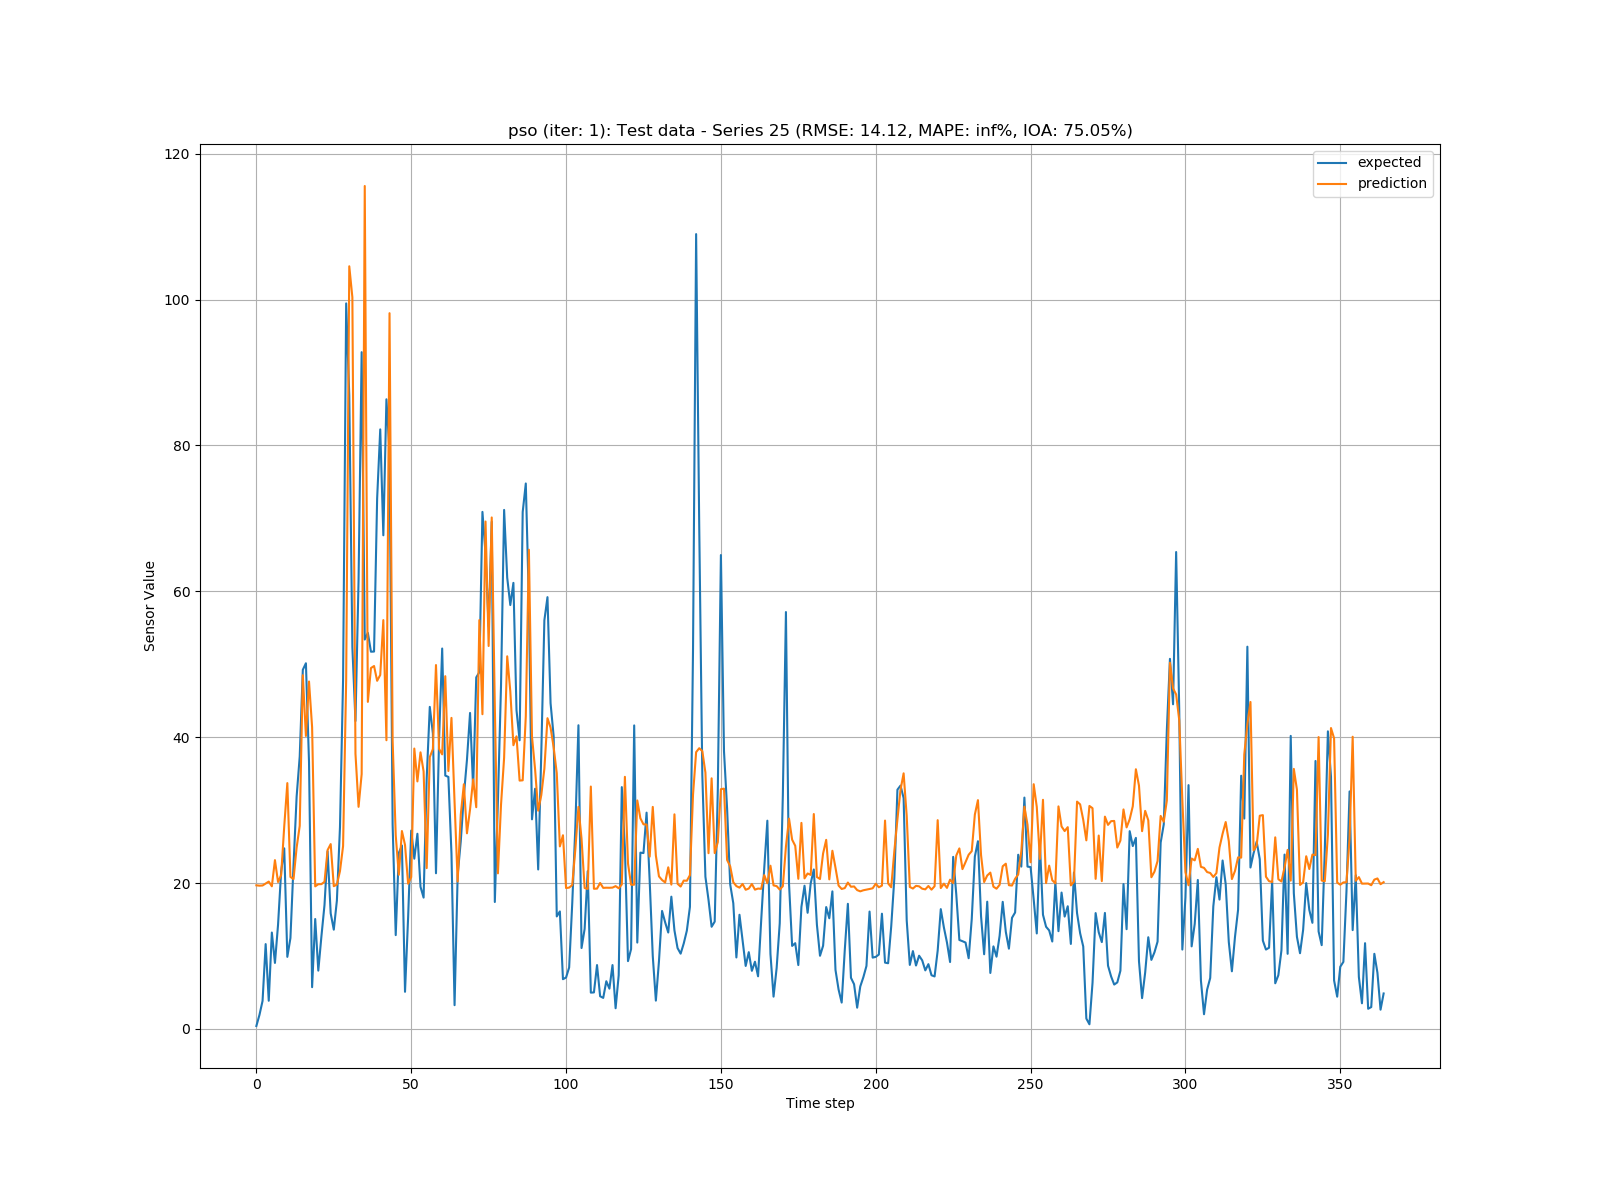 pso (iter: 1): Test data - Series 25 (RMSE: 14.12, MAPE: inf%, IOA: 75.05%)
expected
prediction
120
100
80
60
40
20
0
Sensor Value
0 50 100 150 200 250 300 350
Time step